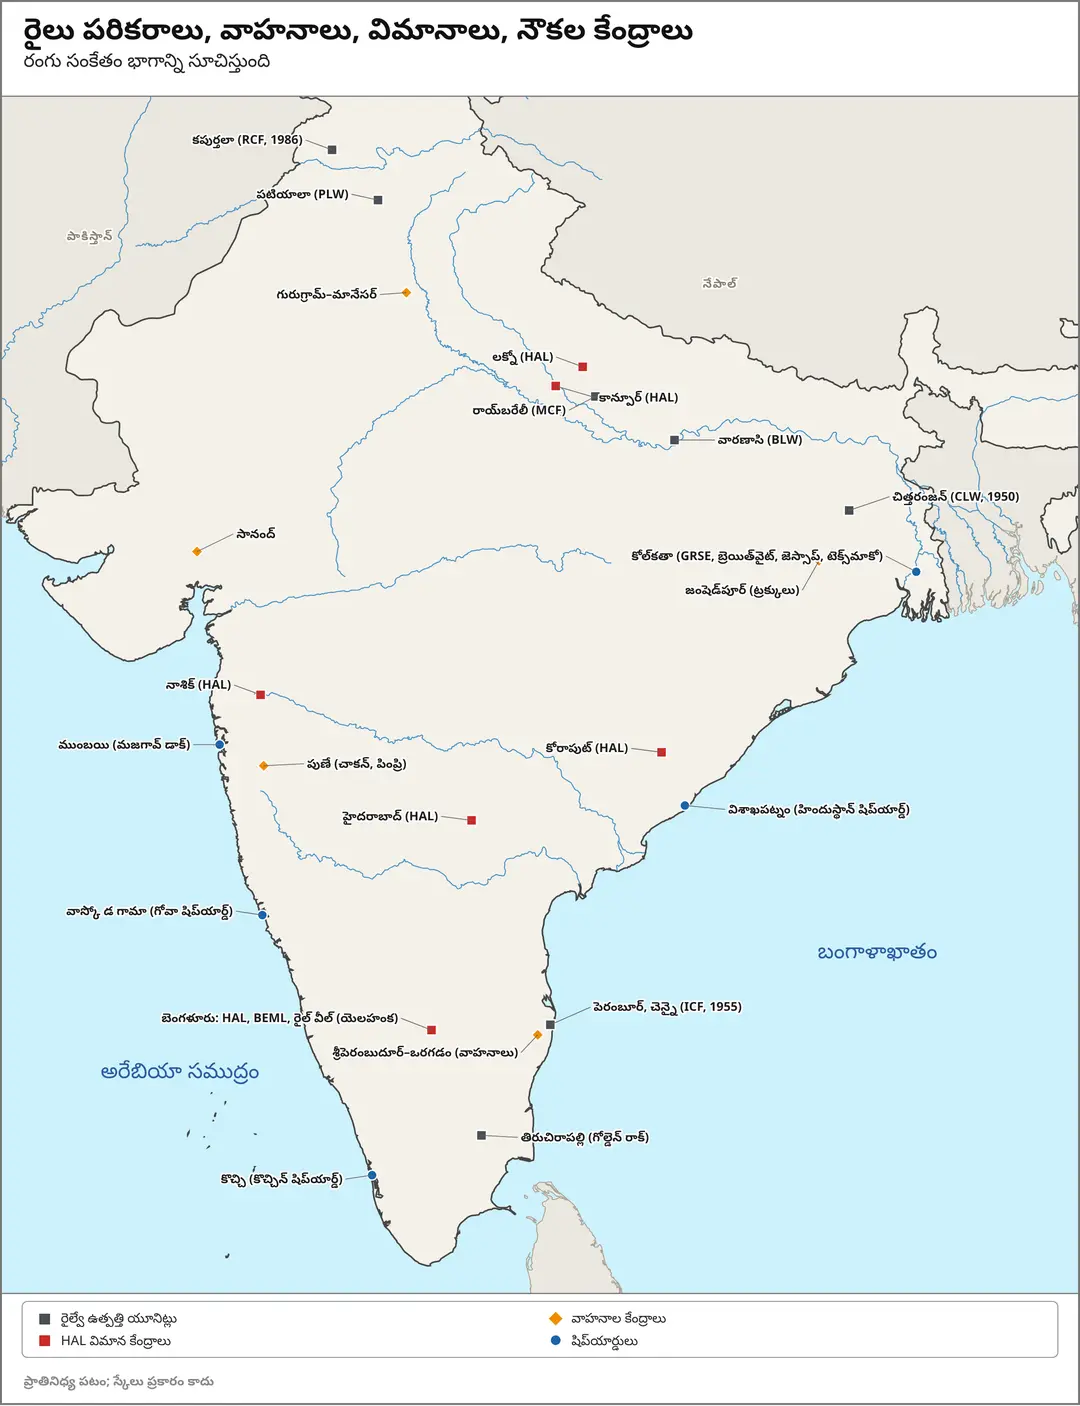 రైలు పరికరాలు, వాహనాలు, విమానాలు, నౌకల కేంద్రాలు
రంగు సంకేతం భాగాన్ని సూచిస్తుంది
కపుర్తలా (RCF, 1986)
పటియాలా (PLW)
పాకిస్తాన్
నేపాల్
గురుగ్రామ్–మానేసర్
లక్నో (HAL)
కాన్పూర్ (HAL)
రాయ్‌బరేలీ (MCF)
వారణాసి (BLW)
చిత్తరంజన్ (CLW, 1950)
సానంద్
కోల్‌కతా (GRSE, బ్రెయిత్‌వైట్, జెస్సాప్, టెక్స్‌మాకో)
జంషెడ్‌పూర్ (ట్రక్కులు)
నాశిక్ (HAL)
ముంబయి (మజగావ్ డాక్)
కోరాపుట్ (HAL)
పుణే (చాకన్, పింప్రి)
విశాఖపట్నం (హిందుస్థాన్ షిప్‌యార్డ్)
హైదరాబాద్ (HAL)
వాస్కో డ గామా (గోవా షిప్‌యార్డ్)
బంగాళాఖాతం
పెరంబూర్, చెన్నై (ICF, 1955)
బెంగళూరు: HAL, BEML, రైల్ వీల్ (యెలహంక)
శ్రీపెరంబుదూర్–ఒరగడం (వాహనాలు)
అరేబియా సముద్రం
తిరుచిరాపల్లి (గోల్డెన్ రాక్)
కొచ్చి (కొచ్చిన్ షిప్‌యార్డ్)
రైల్వే ఉత్పత్తి యూనిట్లు
వాహనాల కేంద్రాలు
HAL విమాన కేంద్రాలు
షిప్‌యార్డులు
ప్రాతినిధ్య పటం; స్కేలు ప్రకారం కాదు